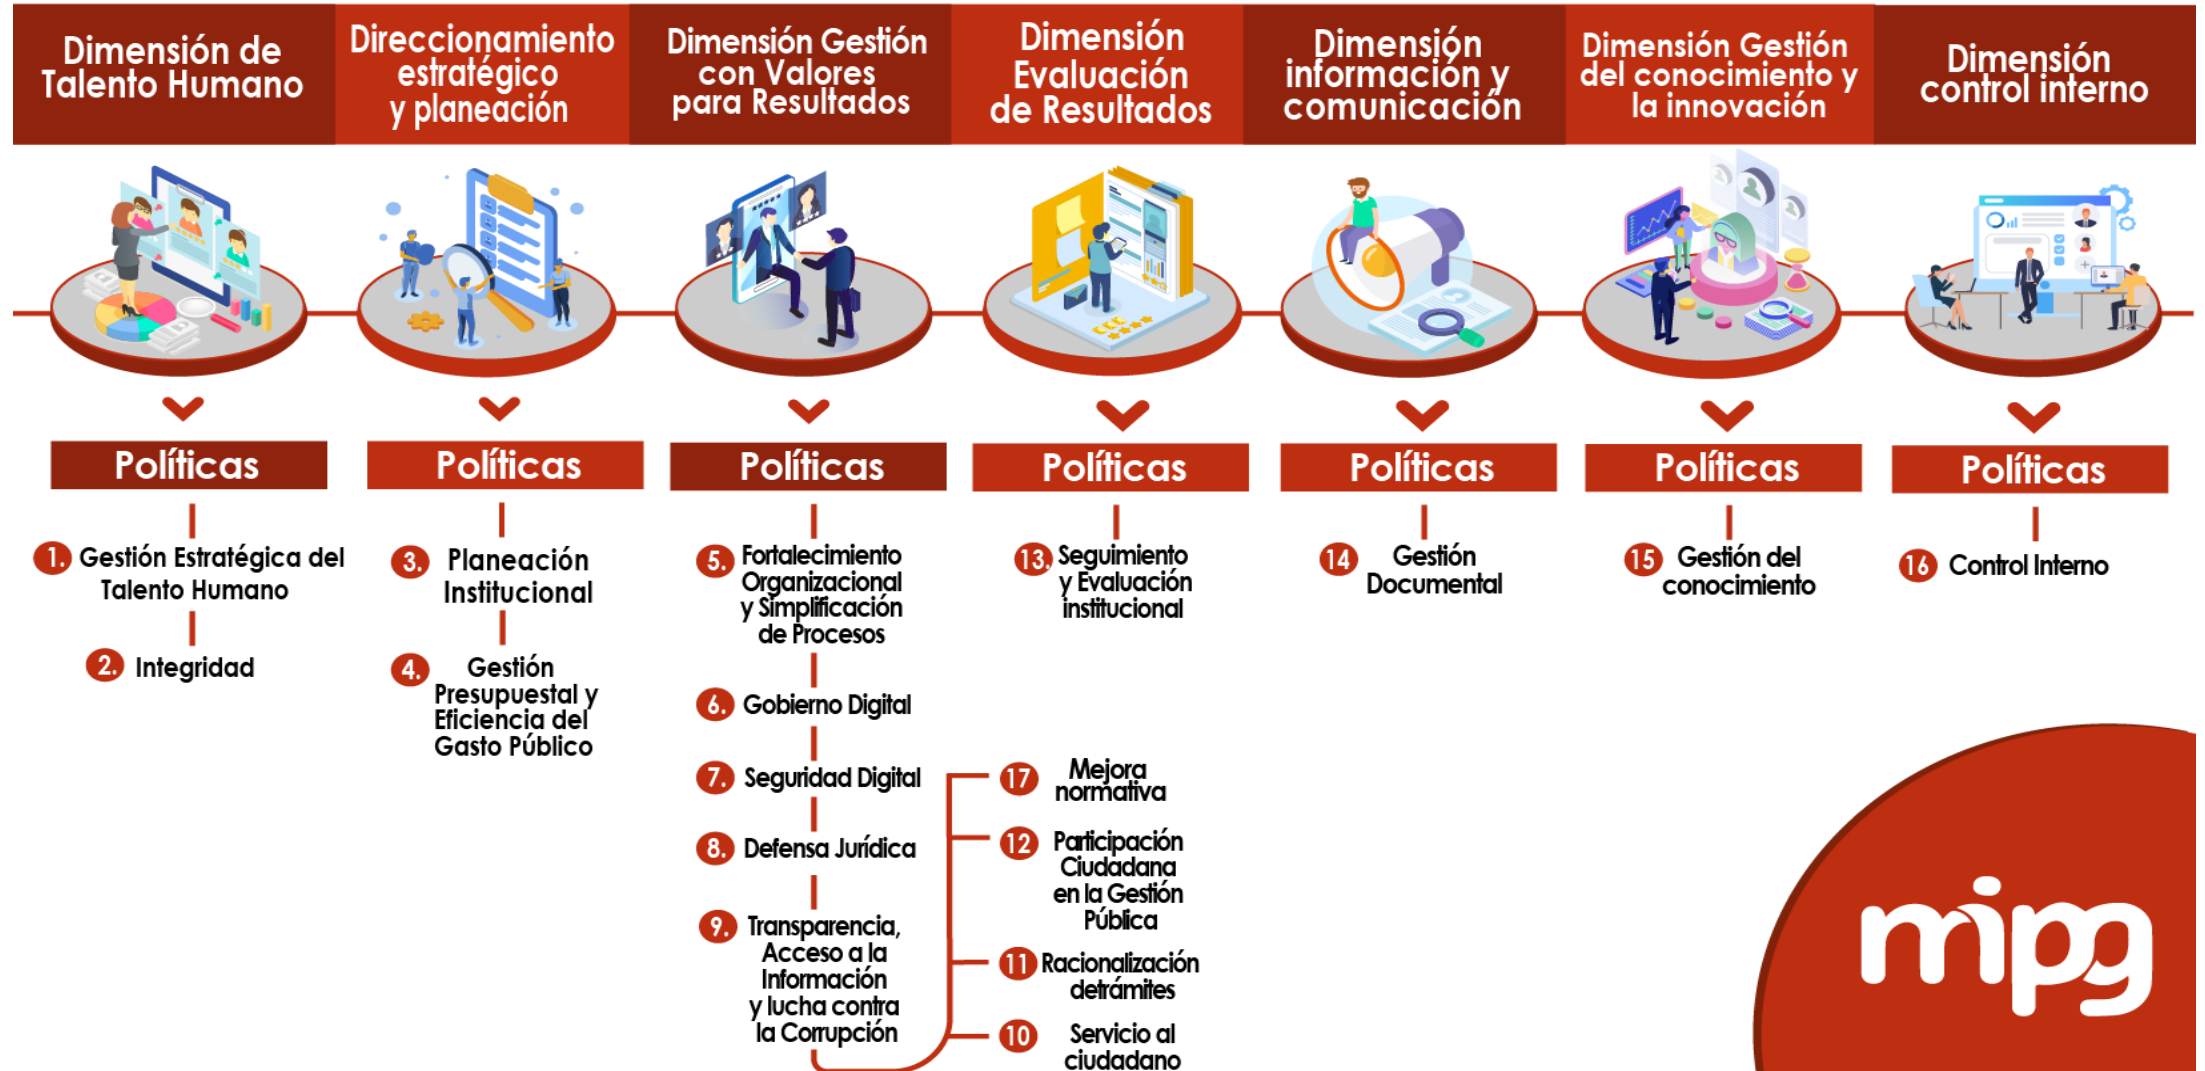 Dimensión de
Talento Humano
Direccionamiento
estratégico
y planeación
Dimensión Gestión
con Valores
para Resultados
Dimensión
Evaluación
de Resultados
Dimensión
información y
comunicación
Dimensión Gestión
del conocimiento y
la innovación
Dimensión
control interno
Políticas
1. Gestión Estratégica del
Talento Humano
2. Integridad
Políticas
3. Planeación
Institucional
4. Gestión
Presupuestal y
Eficiencia del
Gasto Público
Políticas
5. Fortalecimiento
Organizacional
y Simplificación
de Procesos
6. Gobierno Digital
7. Seguridad Digital
8. Defensa Jurídica
9. Transparencia,
Acceso a la
Información
y lucha contra
la Corrupción
17 Mejora
normativa
12 Participación
Ciudadana
en la Gestión
Pública
11 Racionalización
detrámites
10 Servicio al
ciudadano
Políticas
13. Seguimiento
y Evaluación
institucional
Políticas
14 Gestión
Documental
Políticas
15 Gestión del
conocimiento
Políticas
16 Control Interno
mipg